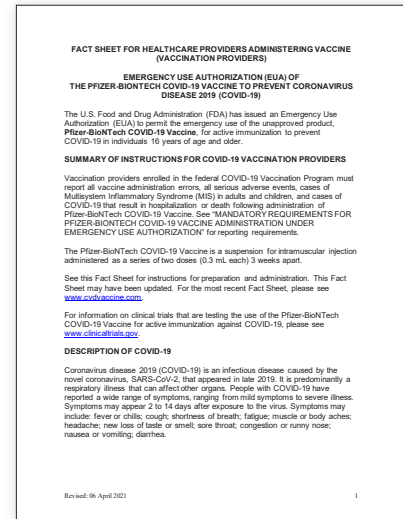 FACT SHEET FOR HEALTHCARE PROVIDERS ADMINISTERING VACCINE
(VACCINATION PROVIDERS)
EMERGENCY USE AUTHORIZATION (EUA) OF
THE PFIZER-BIONTECH COVID-19 VACCINE TO PREVENT CORONAVIRUS
DISEASE 2019 (COVID-19)
The U.S. Food and Drug Administration (FDA) has issued an Emergency Use
Authorization (EUA) to permit the emergency use of the unapproved product,
Pfizer-BioNTech COVID-19 Vaccine, for active immunization to prevent
COVID-19 in individuals 16 years of age and older.
SUMMARY OF INSTRUCTIONS FOR COVID-19 VACCINATION PROVIDERS
Vaccination providers enrolled in the federal COVID-19 Vaccination Program must
report all vaccine administration errors, all serious adverse events, cases of
Multisystem Inflammatory Syndrome (MIS) in adults and children, and cases of
COVID-19 that result in hospitalization or death following administration of
Pfizer-BioNTech COVID-19 Vaccine. See “MANDATORY REQUIREMENTS FOR
PFIZER-BIONTECH COVID-19 VACCINE ADMINISTRATION UNDER
EMERGENCY USE AUTHORIZATION” for reporting requirements.
The Pfizer-BioNTech COVID-19 Vaccine is a suspension for intramuscular injection
administered as a series of two doses (0.3 mL each) 3 weeks apart.
See this Fact Sheet for instructions for preparation and administration. This Fact
Sheet may have been updated. For the most recent Fact Sheet, please see
www.cvdvaccine.com.
For information on clinical trials that are testing the use of the Pfizer-BioNTech
COVID-19 Vaccine for active immunization against COVID-19, please see
www.clinicaltrials.gov.
DESCRIPTION OF COVID-19
Coronavirus disease 2019 (COVID-19) is an infectious disease caused by the
novel coronavirus, SARS-CoV-2, that appeared in late 2019. It is predominantly a
respiratory illness that can affect other organs. People with COVID-19 have
reported a wide range of symptoms, ranging from mild symptoms to severe illness.
Symptoms may appear 2 to 14 days after exposure to the virus. Symptoms may
include: fever or chills; cough; shortness of breath; fatigue; muscle or body aches;
headache; new loss of taste or smell; sore throat; congestion or runny nose;
nausea or vomiting; diarrhea.
Revised: 06 April 2021 1